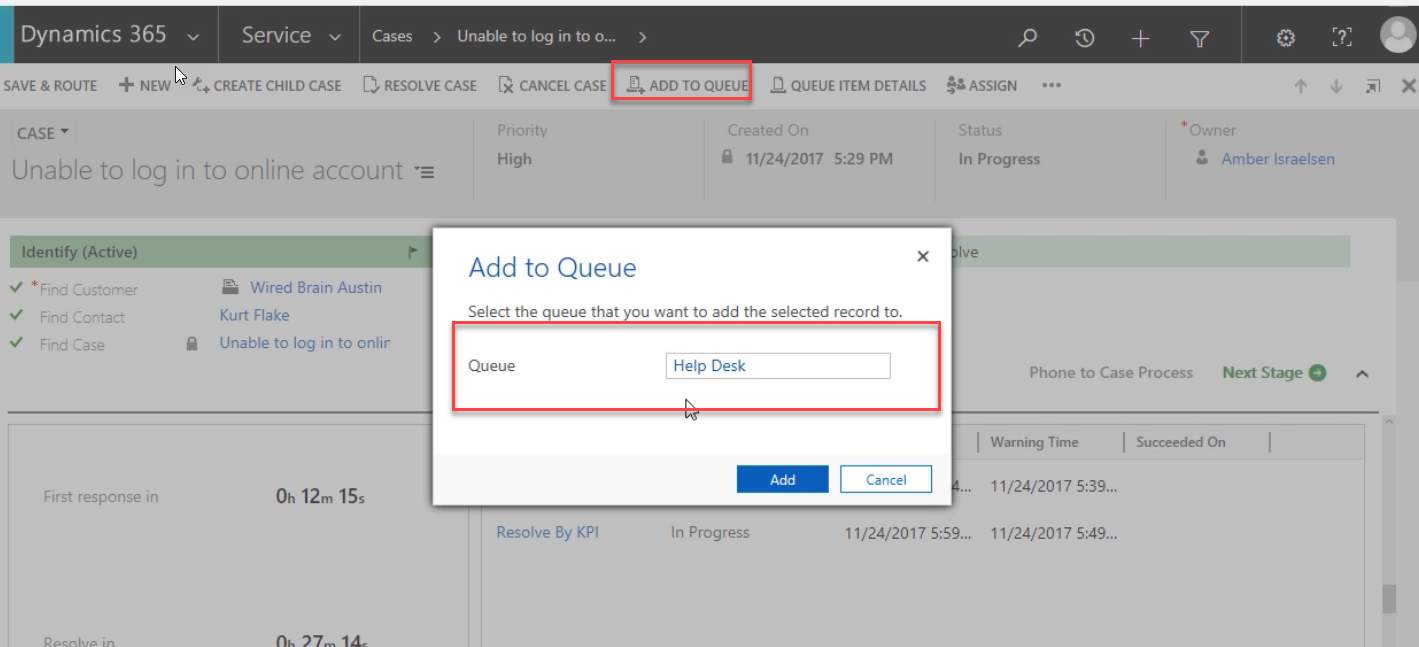 Dynamics 365 Service Cases > Unable to log in to o... >
SAVE & ROUTE + NEW CREATE CHILD CASE RESOLVE CASE CANCEL CASE ADD TO QUEUE QUEUE ITEM DETAILS ASSIGN ...
CASE
Unable to log in to online account
Priority
High
Created On
11/24/2017 5:29 PM
Status
In Progress
*Owner
Amber Israelsen
Identify (Active)
*Find Customer Wired Brain Austin
Find Contact Kurt Flake
Find Case Unable to log in to onlin
Phone to Case Process Next Stage
Add to Queue
Select the queue that you want to add the selected record to.
Queue Help Desk
Add Cancel
First response in 0h 12m 15s
Resolve in 0h 27m 14s
Warning Time Succeeded On
4... 11/24/2017 5:39...
Resolve By KPI In Progress 11/24/2017 5:59... 11/24/2017 5:49...